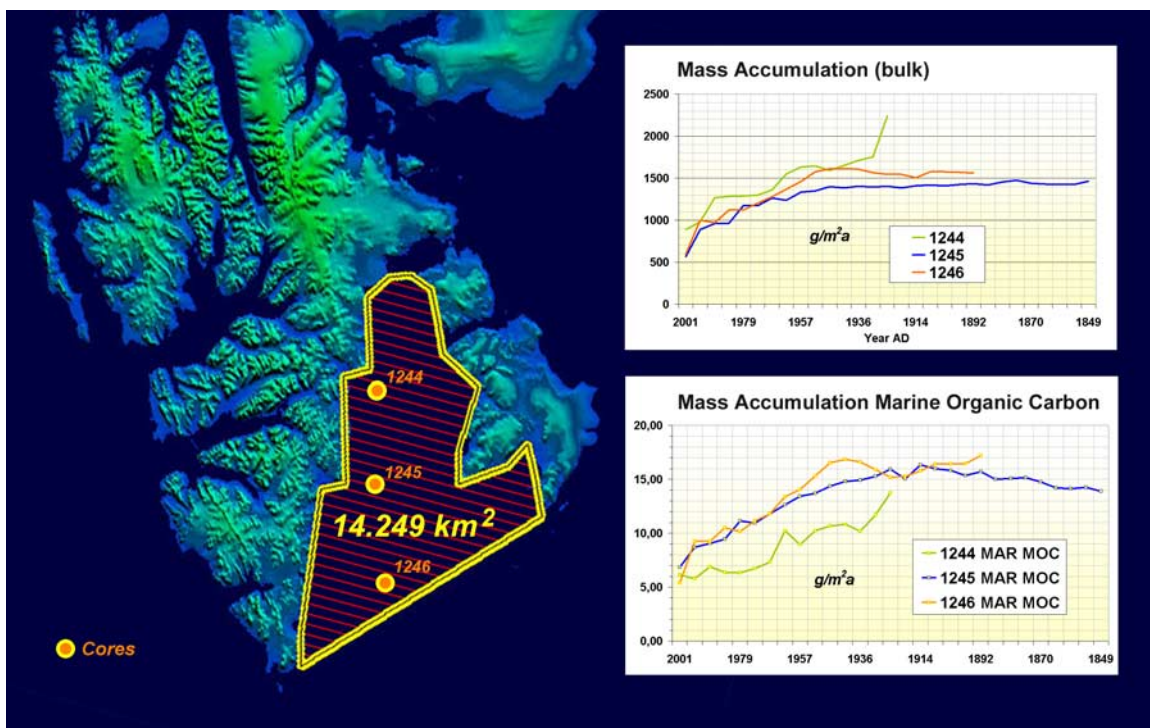 1244
1245
14.249 km²
1246
Cores
Mass Accumulation (bulk)
2500
2000
1500
1000
500
0
g/m²a
1244
1245
1246
2001 1979 1957 1936 1914 1892 1870 1849
Year AD
Mass Accumulation Marine Organic Carbon
20,00
15,00
10,00
5,00
0,00
g/m²a
1244 MAR MOC
1245 MAR MOC
1246 MAR MOC
2001 1979 1957 1936 1914 1892 1870 1849